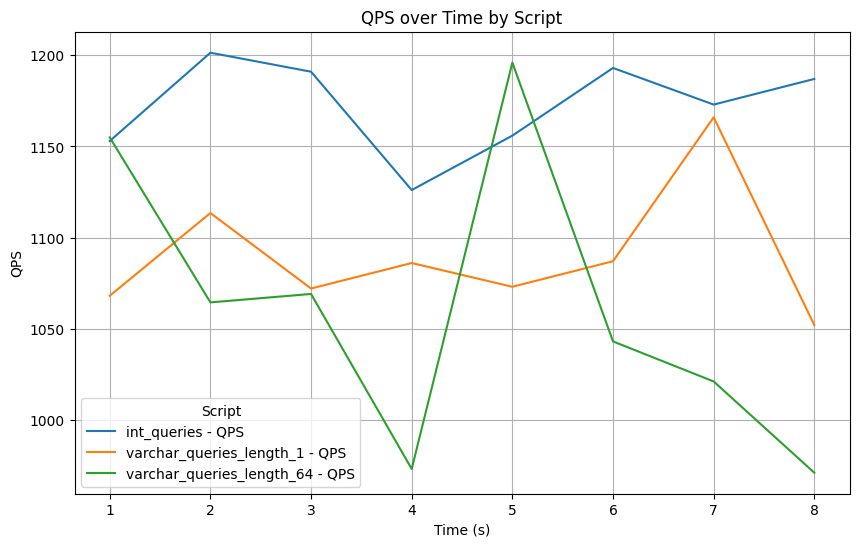 QPS over Time by Script
QPS
1200
1150
1100
1050
1000
Script
int_queries - QPS
varchar_queries_length_1 - QPS
varchar_queries_length_64 - QPS
1 2 3 4 5 6 7 8
Time (s)